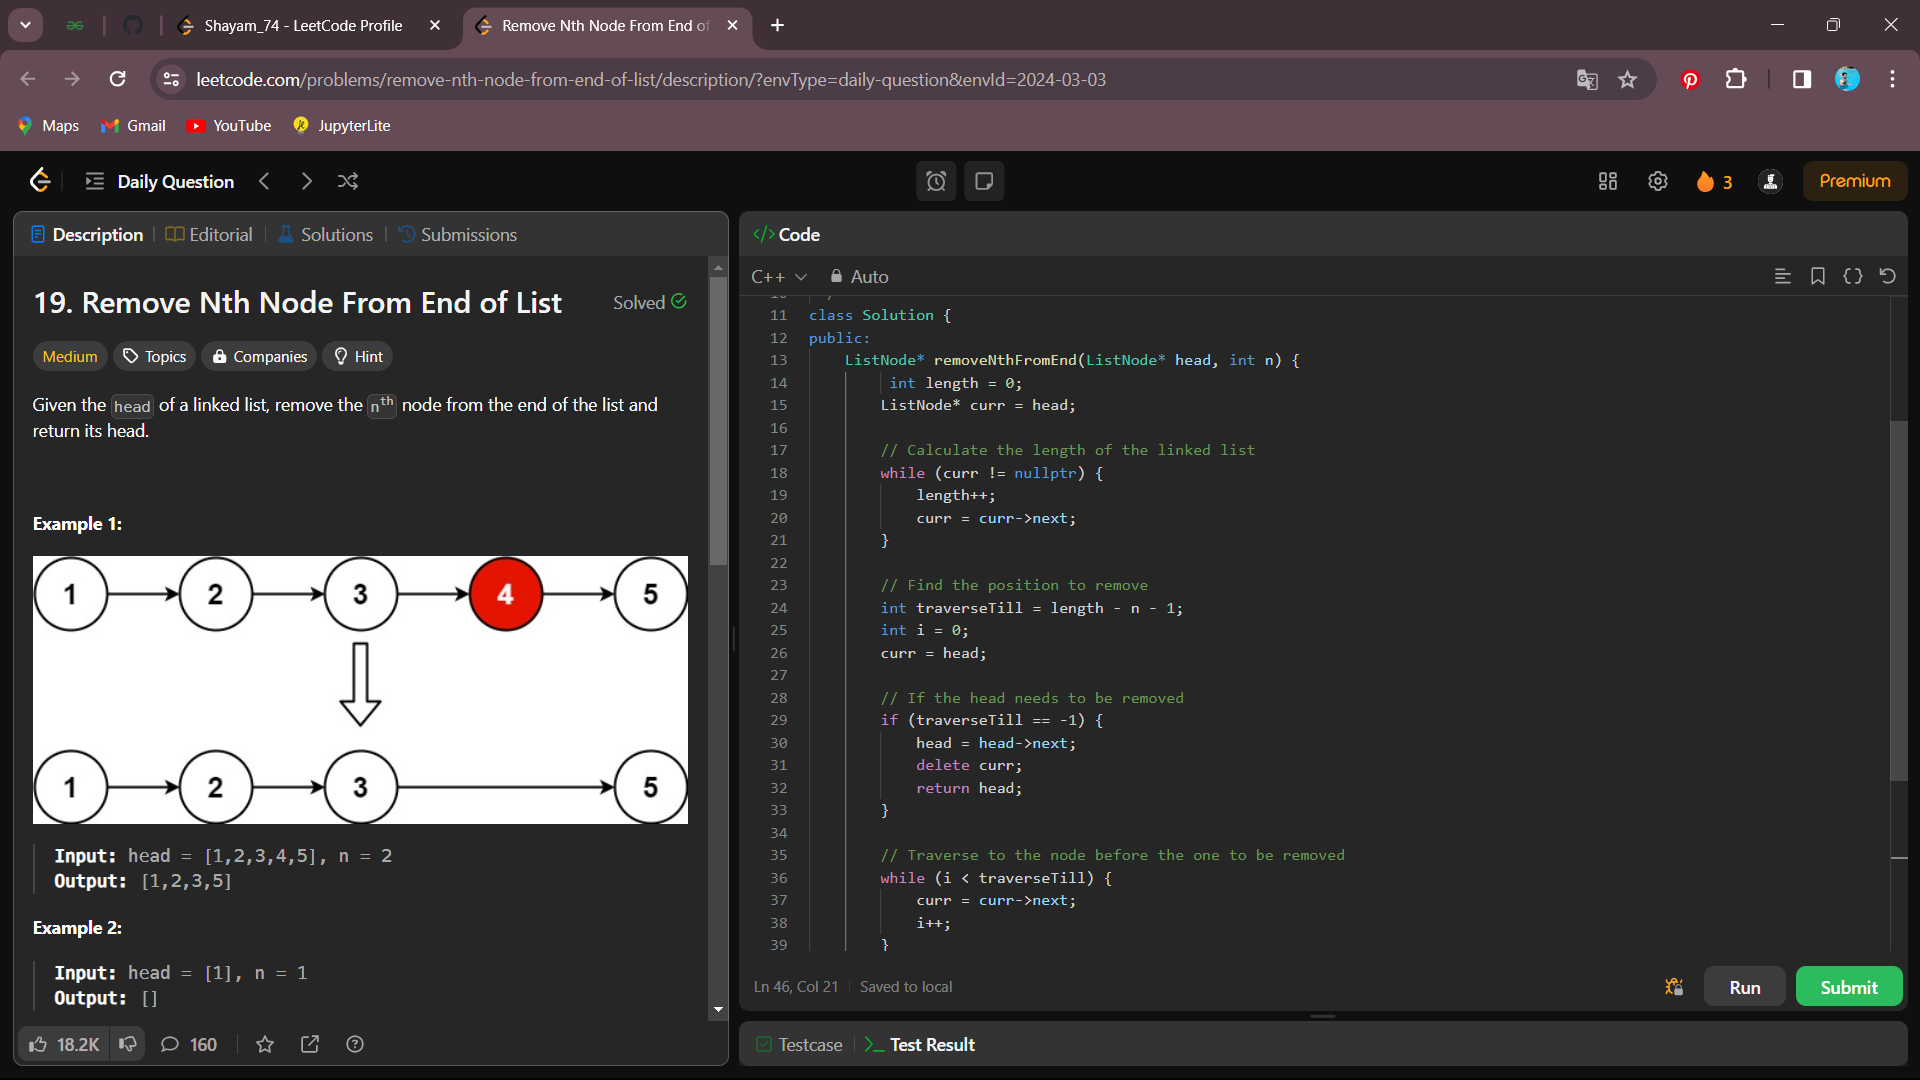 Shayam_74 - LeetCode Profile
Remove Nth Node From End of
leetcode.com/problems/remove-nth-node-from-end-of-list/description/?envType=daily-question&envId=2024-03-03
Maps
Gmail
YouTube
JupyterLite
Daily Question
3
Premium
Description
Editorial
Solutions
Submissions
19. Remove Nth Node From End of List
Solved
Medium
Topics
Companies
Hint
Given the head of a linked list, remove the nth node from the end of the list and
return its head.
Example 1:
1 2 3 4 5
1 2 3 5
Input: head = [1,2,3,4,5], n = 2
Output: [1,2,3,5]
Example 2:
Input: head = [1], n = 1
Output: []
18.2K
160
Code
C++
Auto
11 class Solution {
12 public:
13 ListNode* removeNthFromEnd(ListNode* head, int n) {
14 int length = 0;
15 ListNode* curr = head;
16
17 // Calculate the length of the linked list
18 while (curr != nullptr) {
19 length++;
20 curr = curr->next;
21 }
22
23 // Find the position to remove
24 int traverseTill = length - n - 1;
25 int i = 0;
26 curr = head;
27
28 // If the head needs to be removed
29 if (traverseTill == -1) {
30 head = head->next;
31 delete curr;
32 return head;
33 }
34
35 // Traverse to the node before the one to be removed
36 while (i < traverseTill) {
37 curr = curr->next;
38 i++;
39 }
Ln 46, Col 21
Saved to local
Run
Submit
Testcase
Test Result